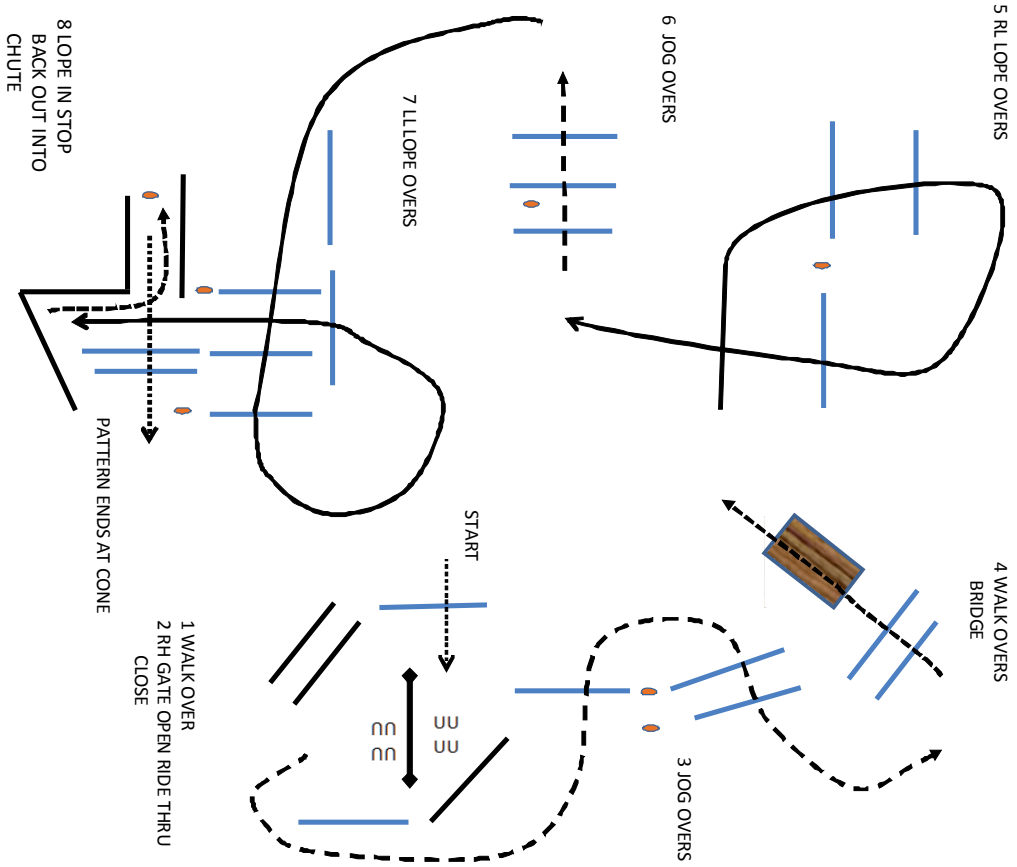 START
1 WALK OVER
2 RH GATE OPEN RIDE THRU
CLOSE
3 JOG OVERS
4 WALK OVERS
BRIDGE
5 RL LOPE OVERS
6 JOG OVERS
7 LL LOPE OVERS
8 LOPE IN STOP
BACK OUT INTO
CHUTE
PATTERN ENDS AT CONE